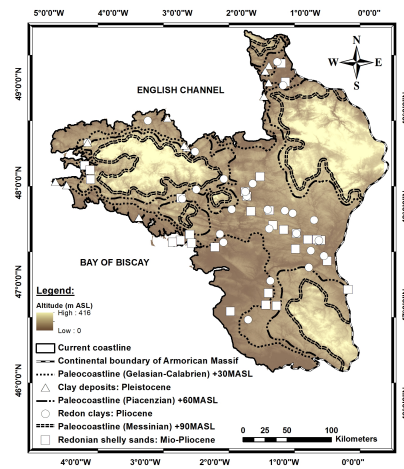 5°0'0"W 4°0'0"W 3°0'0"W 2°0'0"W 1°0'0"W 0°0'0"
N
W E
S
ENGLISH CHANNEL
49°0'0"N
48°0'0"N
47°0'0"N
46°0'0"N
BAY OF BISCAY
Legend:
Altitude (m ASL)
High : 416
Low : 0
Current coastline
Continental boundary of Armorican Massif
Paleocoastline (Gelasian-Calabrien) +30MASL
Clay deposits: Pleistocene
Paleocoastline (Piacenzian) +60MASL
Redon clays: Pliocene
Paleocoastline (Messinian) +90MASL
Redonian shelly sands: Mio-Pliocene
0 25 50 100
Kilometers
4°0'0"W 3°0'0"W 2°0'0"W 1°0'0"W 0°0'0"